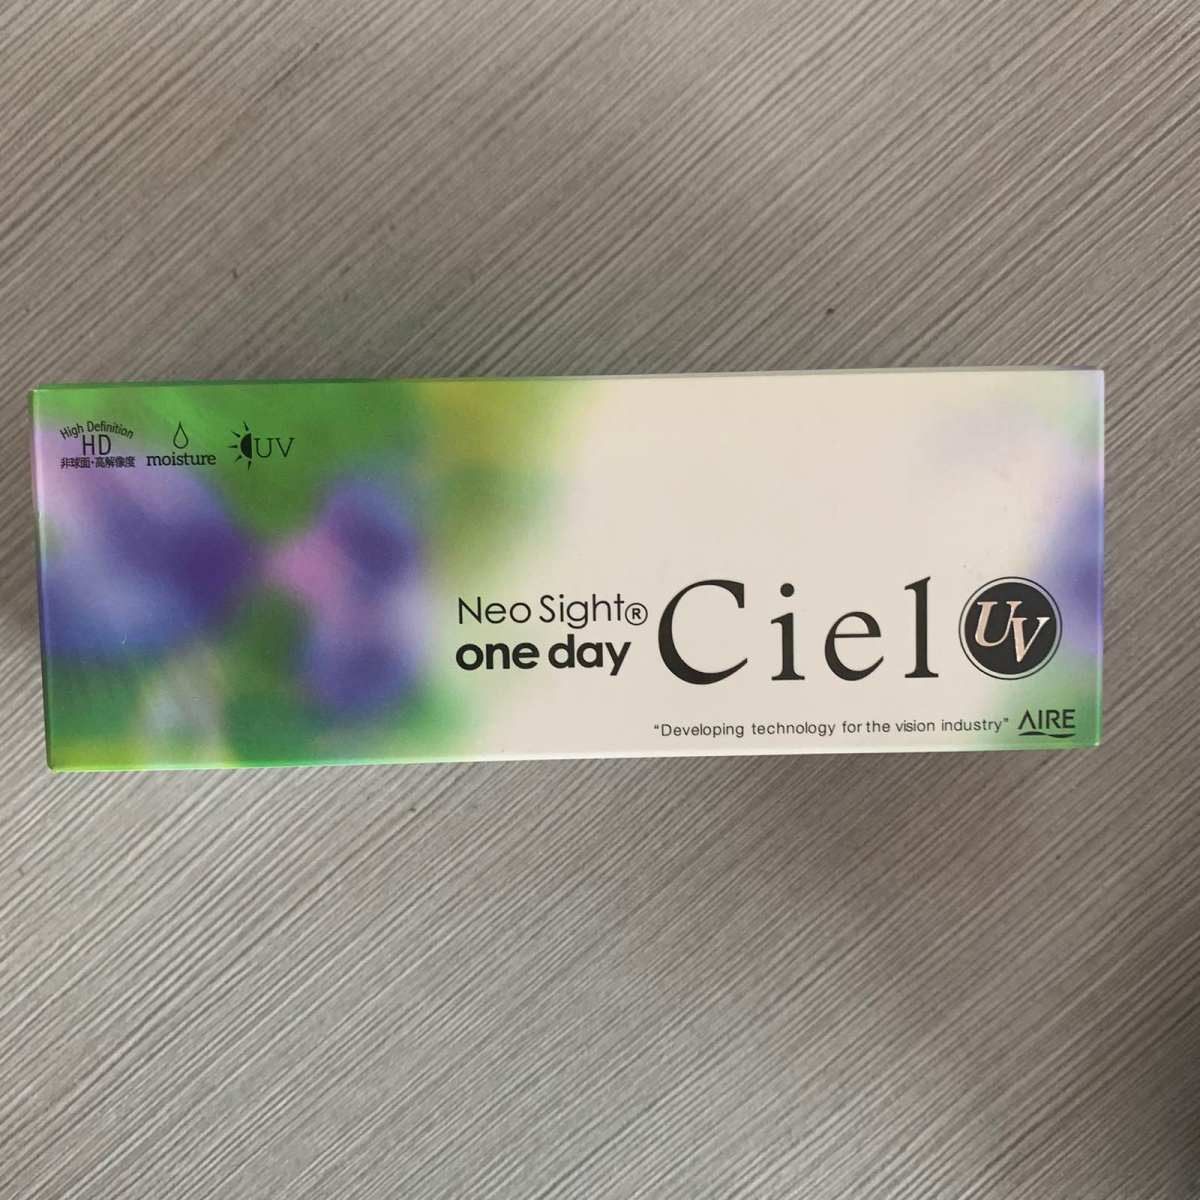 High Definition
HD
非球面・高解像度
moisture
UV
Neo Sight®
one day
Ciel
UV
"Developing technology for the vision industry"
AIRE